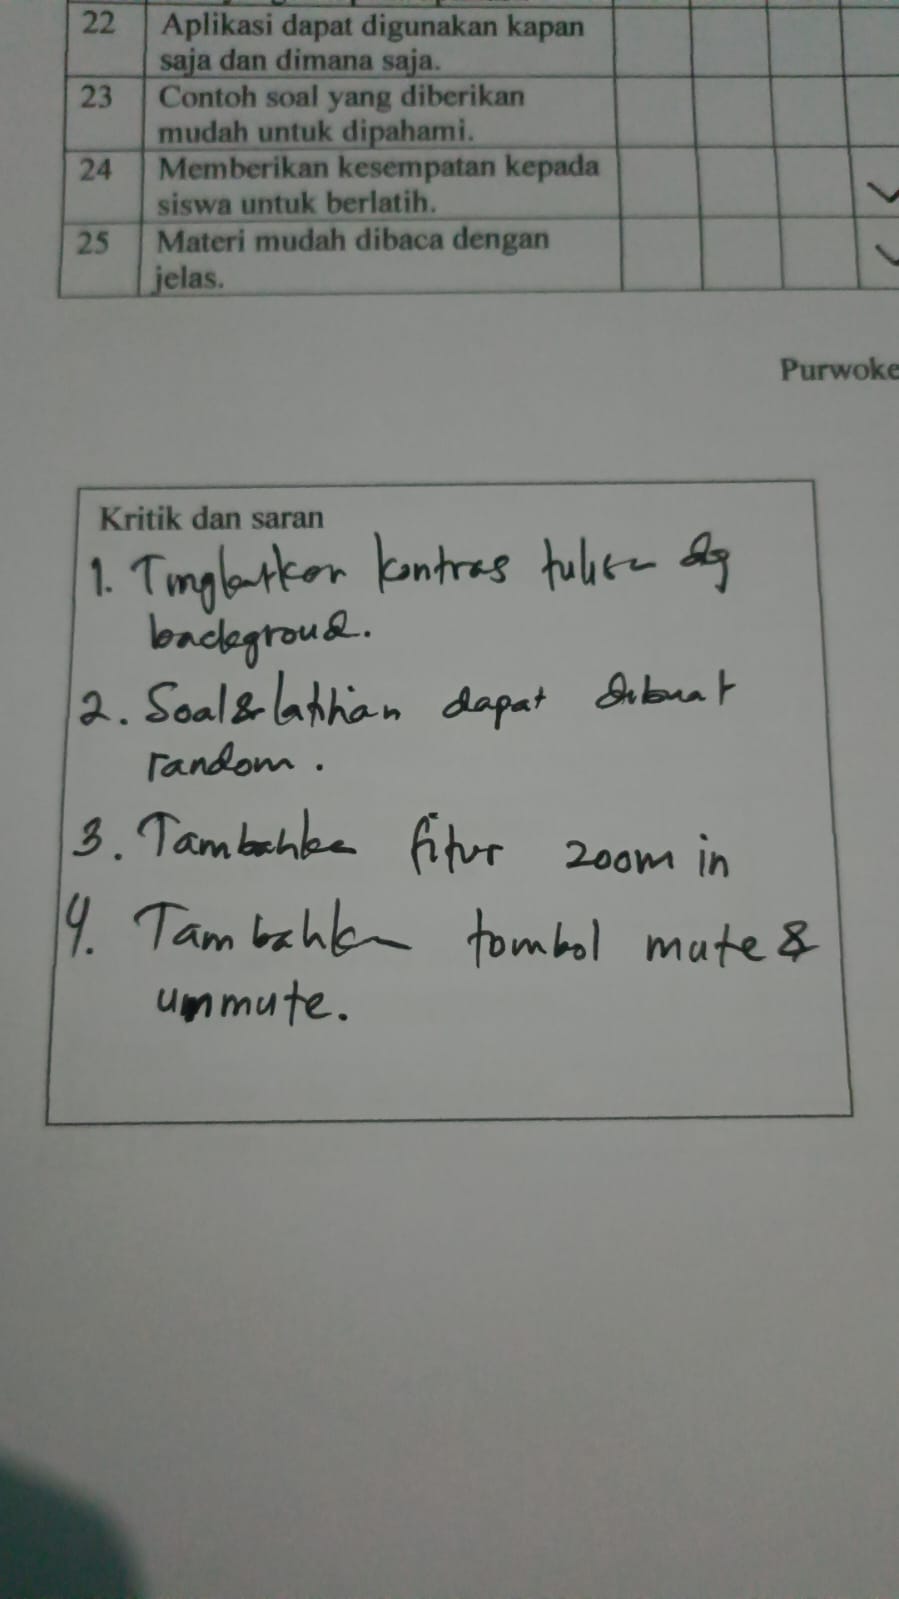 22 Aplikasi dapat digunakan kapan
saja dan dimana saja.
23 Contoh soal yang diberikan
mudah untuk dipahami.
24 Memberikan kesempatan kepada
siswa untuk berlatih.
25 Materi mudah dibaca dengan
jelas.
Purwoke
Kritik dan saran
1. Tingkatkan kontras tulisan dg
backgroud.
2. Soal & latihan dapat dibuat
random.
3. Tambahkan fitur zoom in
4. Tambahkan tombol mute &
unmute.